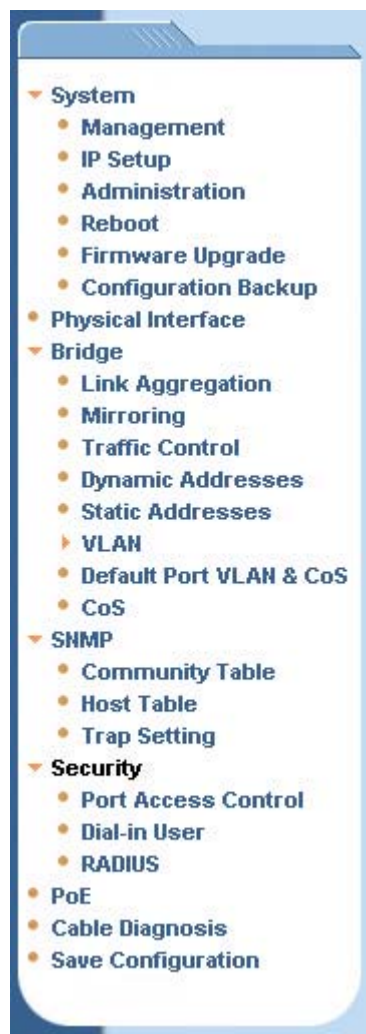 System
Management
IP Setup
Administration
Reboot
Firmware Upgrade
Configuration Backup
Physical Interface
Bridge
Link Aggregation
Mirroring
Traffic Control
Dynamic Addresses
Static Addresses
VLAN
Default Port VLAN & CoS
CoS
SNMP
Community Table
Host Table
Trap Setting
Security
Port Access Control
Dial-in User
RADIUS
PoE
Cable Diagnosis
Save Configuration